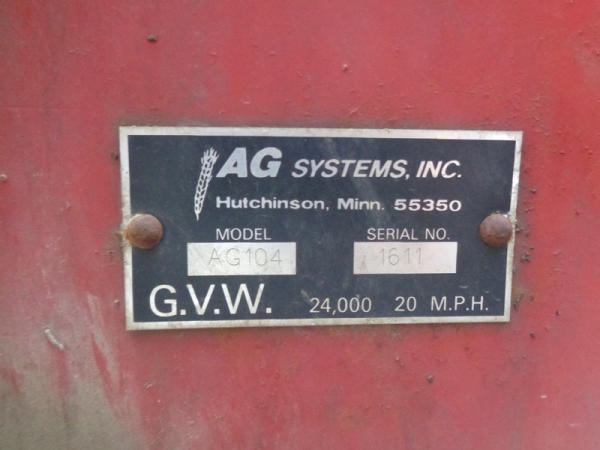 AG SYSTEMS, INC.
Hutchinson, Minn. 55350
MODEL SERIAL NO.
AG104 1611
G.V.W. 24,000 20 M.P.H.